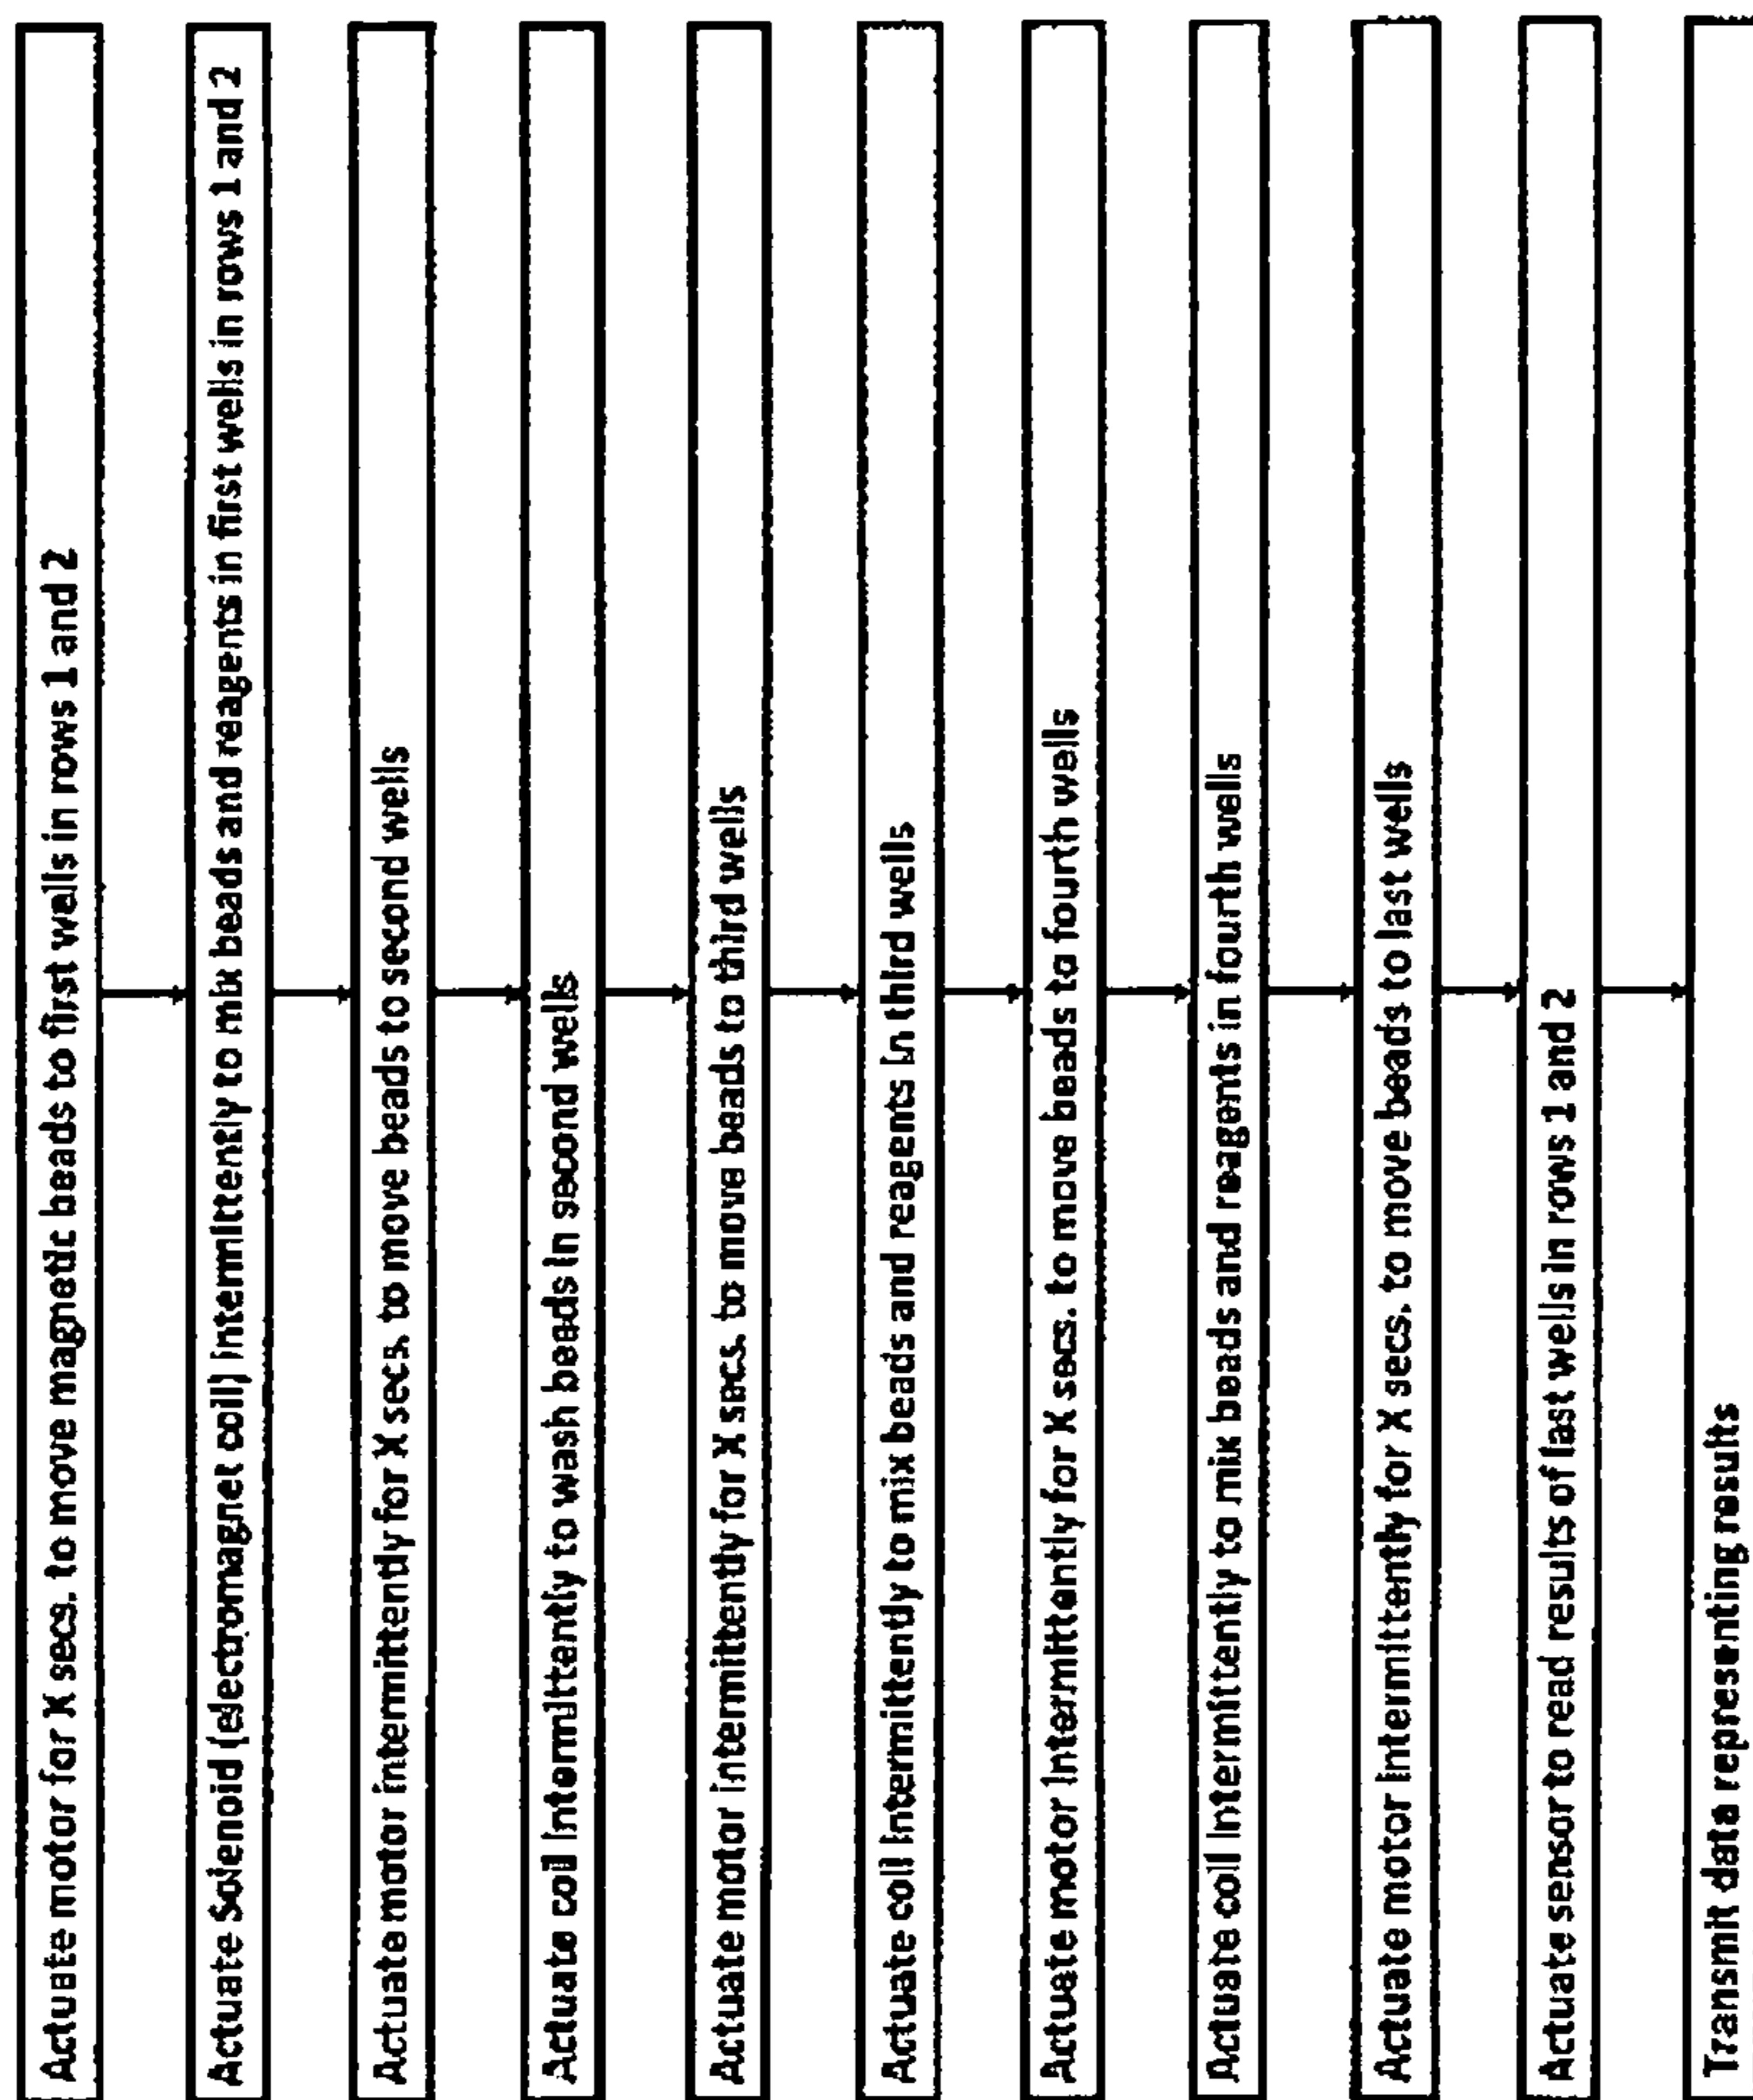 Actuate motor for X secs. to move magnetic beads to first wells in rows 1 and 2
Actuate Solenoid (electromagnet coil) intermittently to mix beads and reagents in first wells in rows 1 and 2
Actuate motor intermittently for X secs. to move beads to second wells
Actuate coil intermittently to wash beads in second wells
Actuate motor intermittently for X secs. to move beads to third wells
Actuate coil intermittently to mix beads and reagents in third wells
Actuate motor intermittently for X secs. to move beads to fourth wells
Actuate coil intermittently to mix beads and reagents in fourth wells
Actuate motor intermittently for X secs. to move beads to last wells
Actuate sensor to read results of last wells in rows 1 and 2
Transmit data representing results